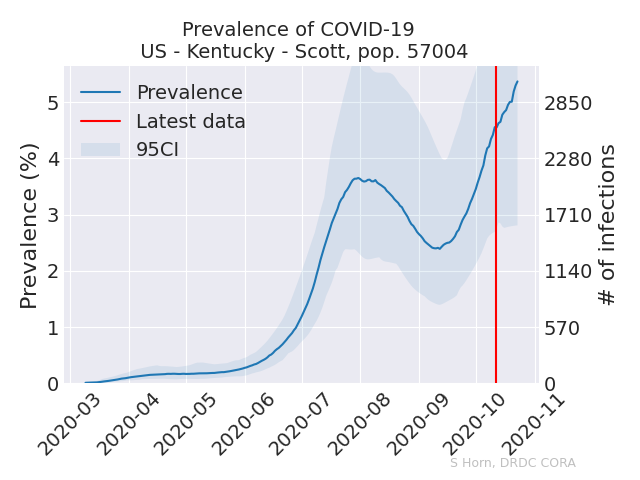 Prevalence of COVID-19
US - Kentucky - Scott, pop. 57004
Prevalence
Latest data
95CI
Prevalence (%)
5
4
3
2
1
0
# of infections
2850
2280
1710
1140
570
0
2020-03
2020-04
2020-05
2020-06
2020-07
2020-08
2020-09
2020-10
2020-11
S Horn, DRDC CORA